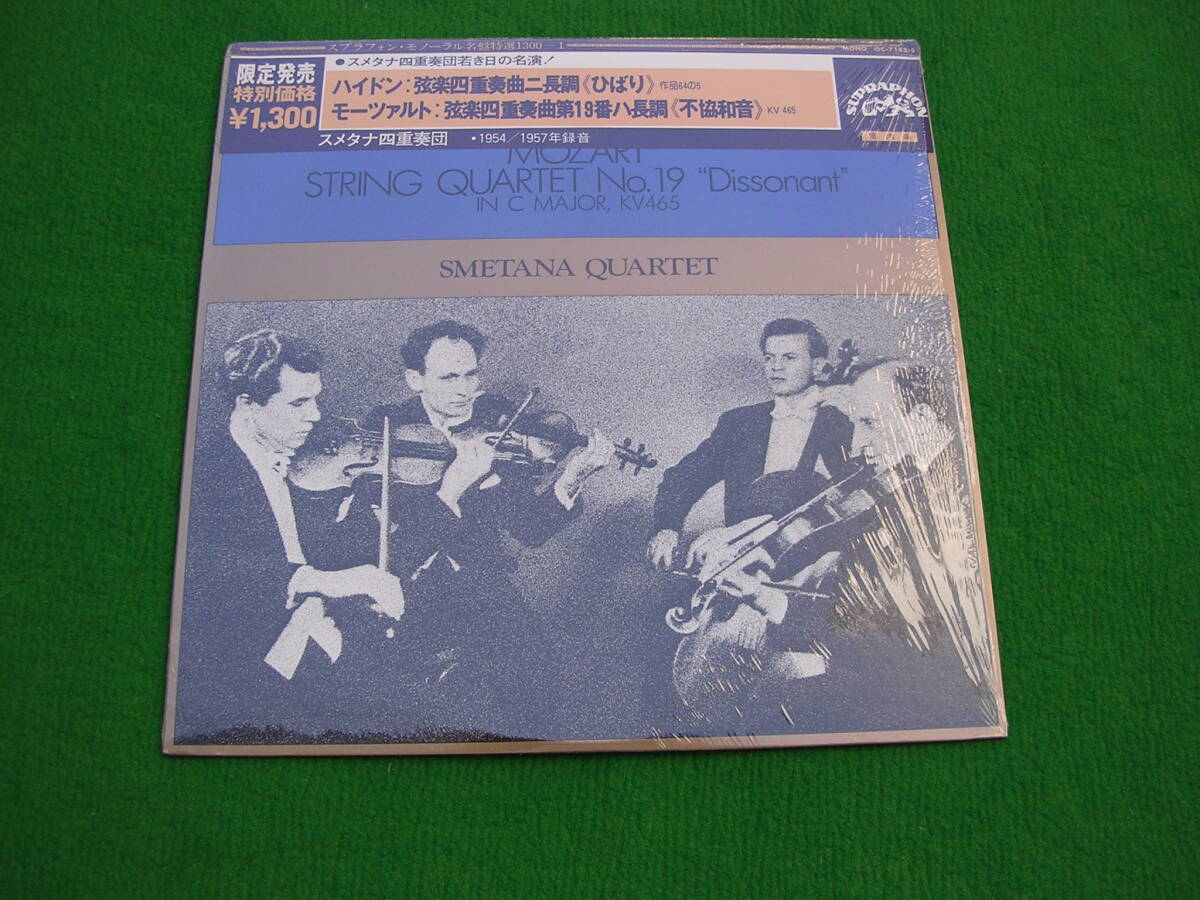 スプラフォン・モノーラル名盤特選1300 1
MONO OC-7183-S
限定発売
特別価格
¥1,300
●スメタナ四重奏団若き日の名演!
ハイドン:弦楽四重奏曲ニ長調《ひばり》 作品64の5
モーツァルト:弦楽四重奏曲第19番ハ長調《不協和音》 KV 465
スメタナ四重奏団 ・1954/1957年録音
SUPRAPHON
MOZART
STRING QUARTET No.19 “Dissonant”
IN C MAJOR, KV465
SMETANA QUARTET